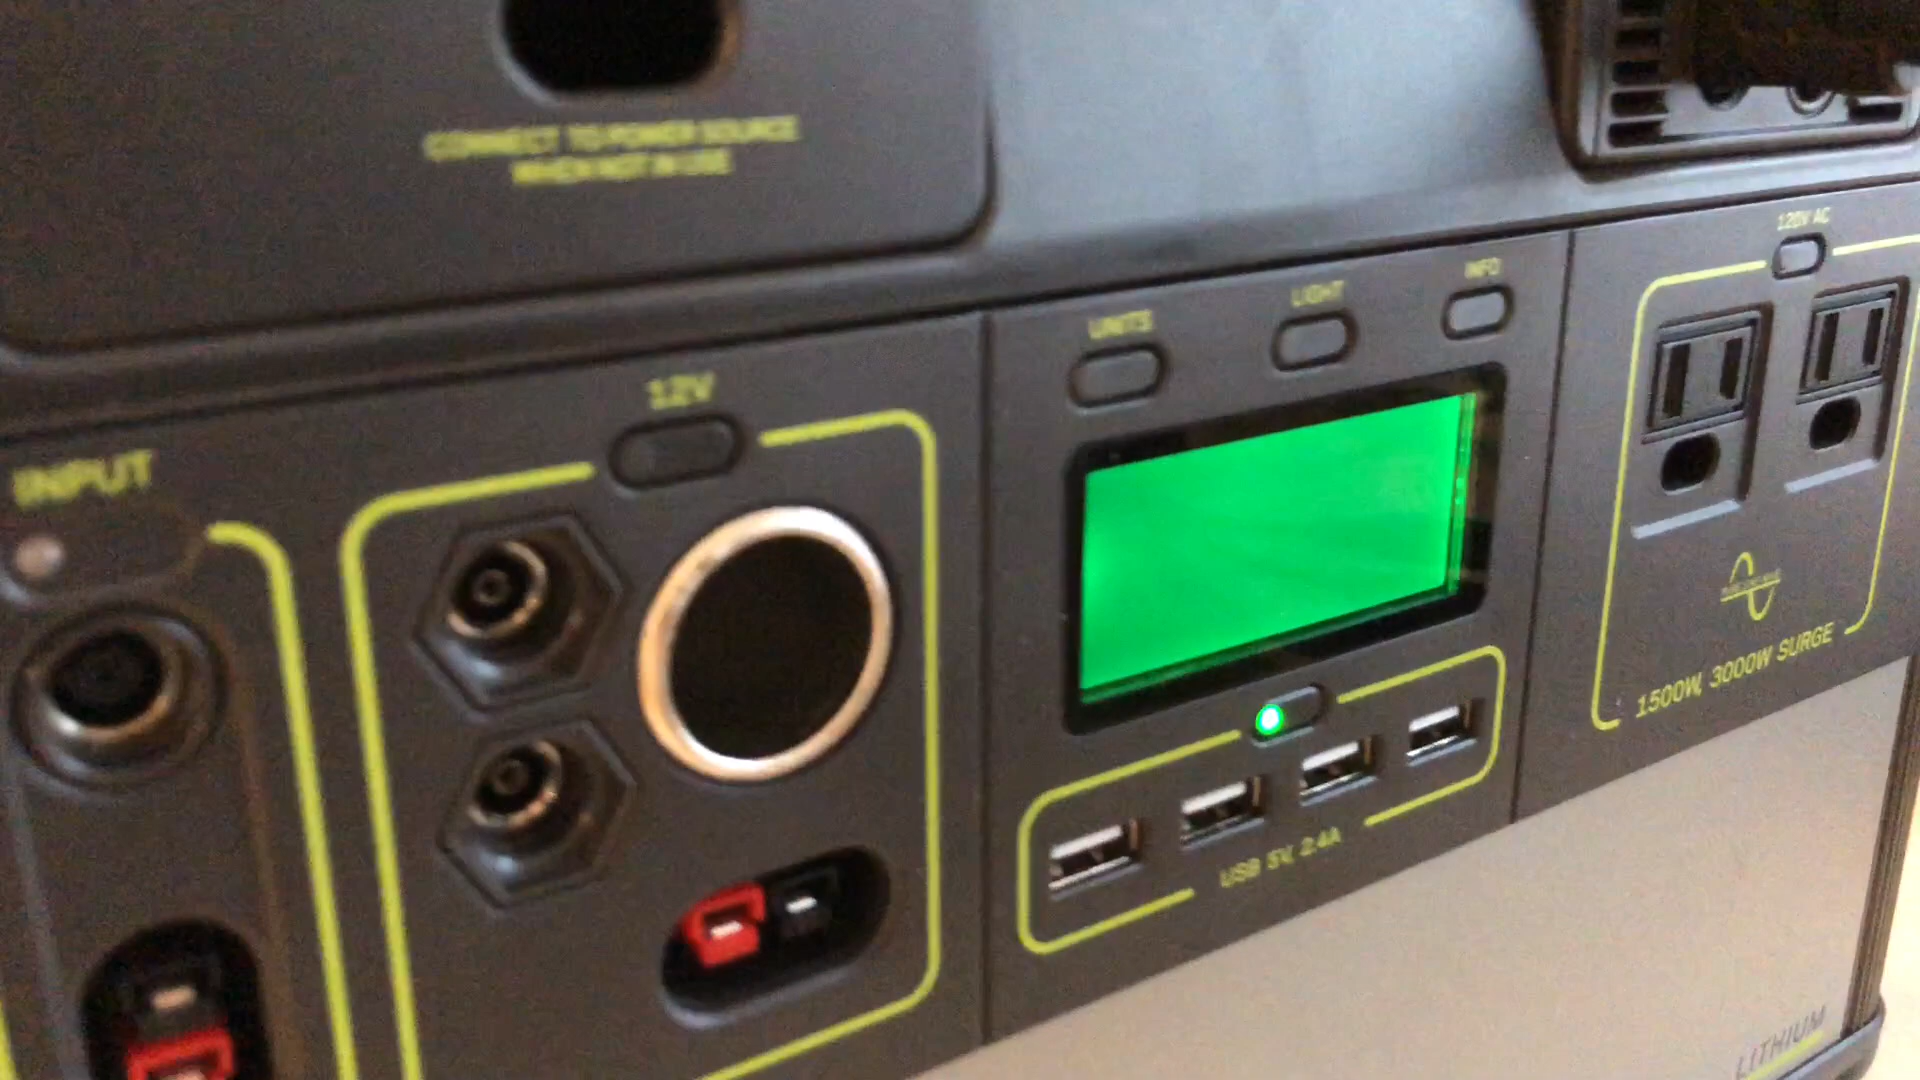 CONNECT TO POWER SOURCE
WHEN NOT IN USE
INPUT
12V
UNITS
LIGHT
INFO
120V AC
USB 5V, 2.4A
1500W, 3000W SURGE
LITHIUM